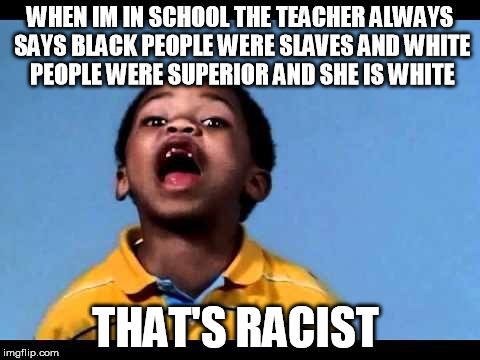 WHEN IM IN SCHOOL THE TEACHER ALWAYS
SAYS BLACK PEOPLE WERE SLAVES AND WHITE
PEOPLE WERE SUPERIOR AND SHE IS WHITE
THAT'S RACIST
imgflip.com